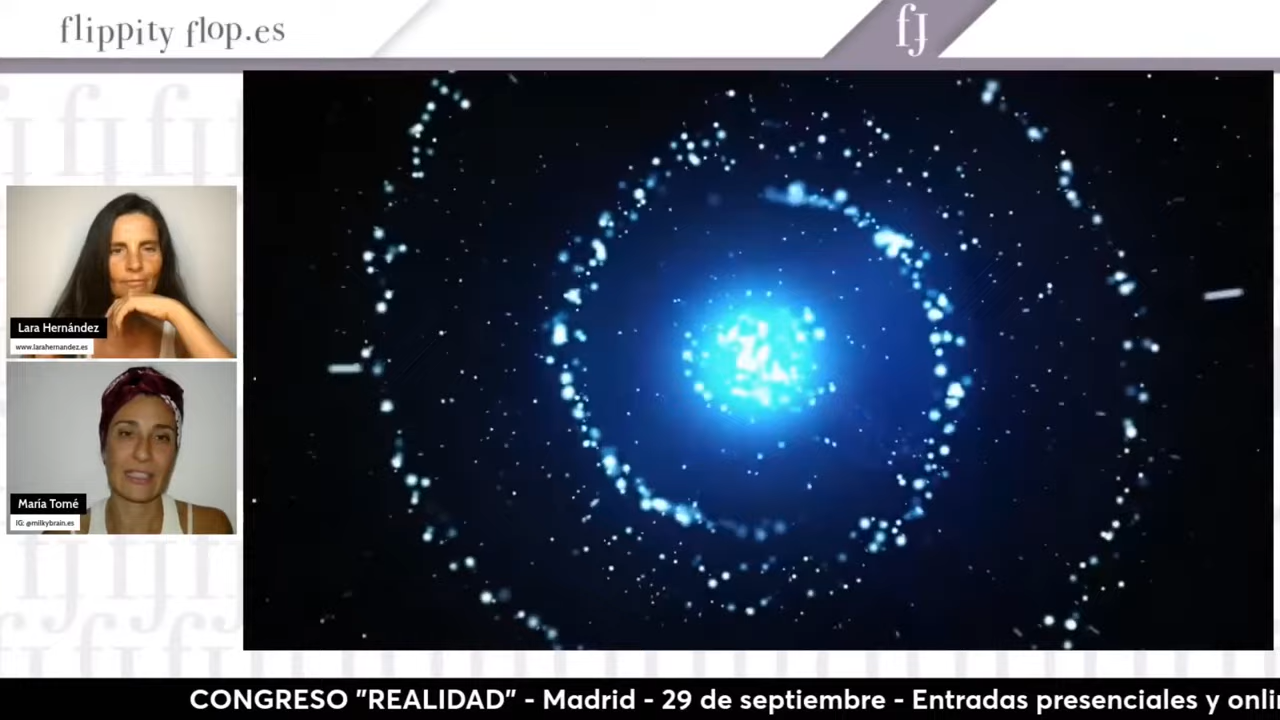 flippity flop.es
fJ
Lara Hernández
www.larahernandez.es
María Tomé
IG: @milkybrain.es
CONGRESO "REALIDAD" - Madrid - 29 de septiembre - Entradas presenciales y onli